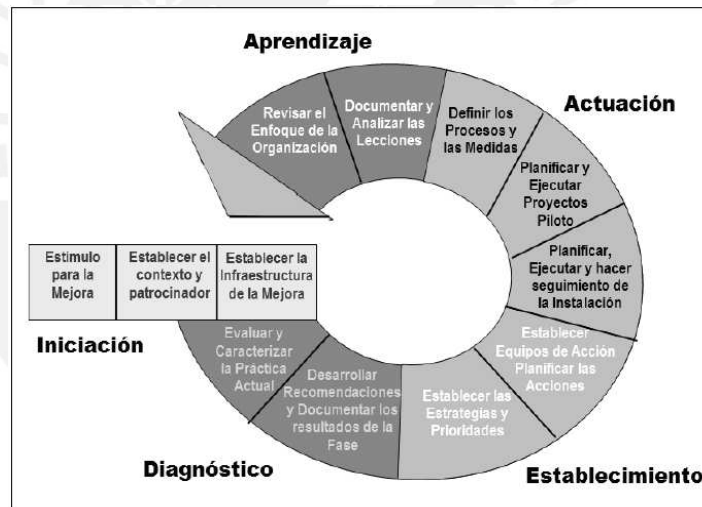 Aprendizaje
Revisar el
Enfoque de la
Organización
Documentar y
Analizar las
Lecciones
Definir los
Procesos y
las Medidas
Actuación
Planificar y
Ejecutar
Proyectos
Piloto
Planificar,
Ejecutar y hacer
seguimiento de
la Instalación
Estimulo
para la
Mejora
Establecer el
contexto y
patrocinador
Establecer la
Infraestructura
de la Mejora
Iniciación
Evaluar y
Caracterizar
la Práctica
Actual
Desarrollar
Recomendaciones
y Documentar los
resultados de la
Fase
Establecer las
Estrategias y
Prioridades
Establecer
Equipos de Acción
Planificar las
Acciones
Diagnóstico
Establecimiento